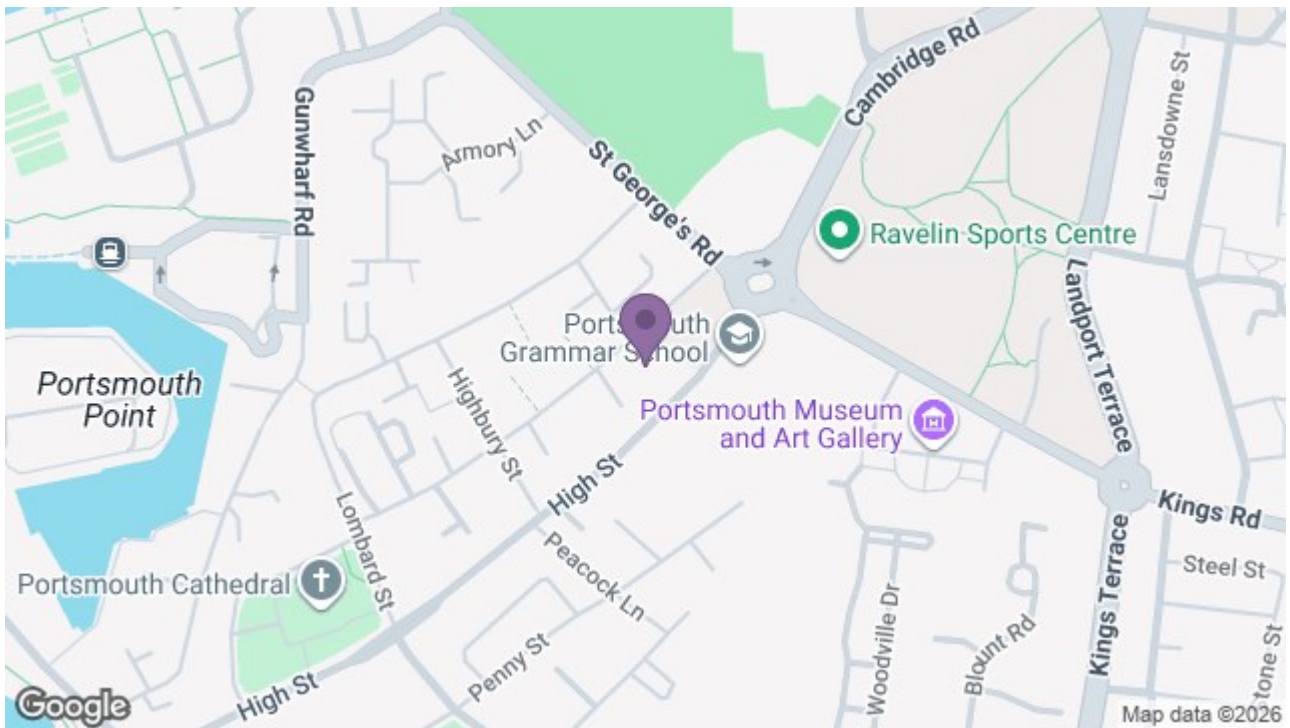 Cambridge Rd
Lansdowne St
Gunwharf Rd
Armory Ln
St George's Rd
Ravelin Sports Centre
Landport Terrace
Portsmouth
Grammar School
Portsmouth
Point
Highbury St
Portsmouth Museum
and Art Gallery
High St
Lombard St
Kings Rd
Peacock Ln
Portsmouth Cathedral
Steel St
Kings Terrace
Woodville Dr
Blount Rd
Penny St
tone St
High St
Google
Map data ©2026